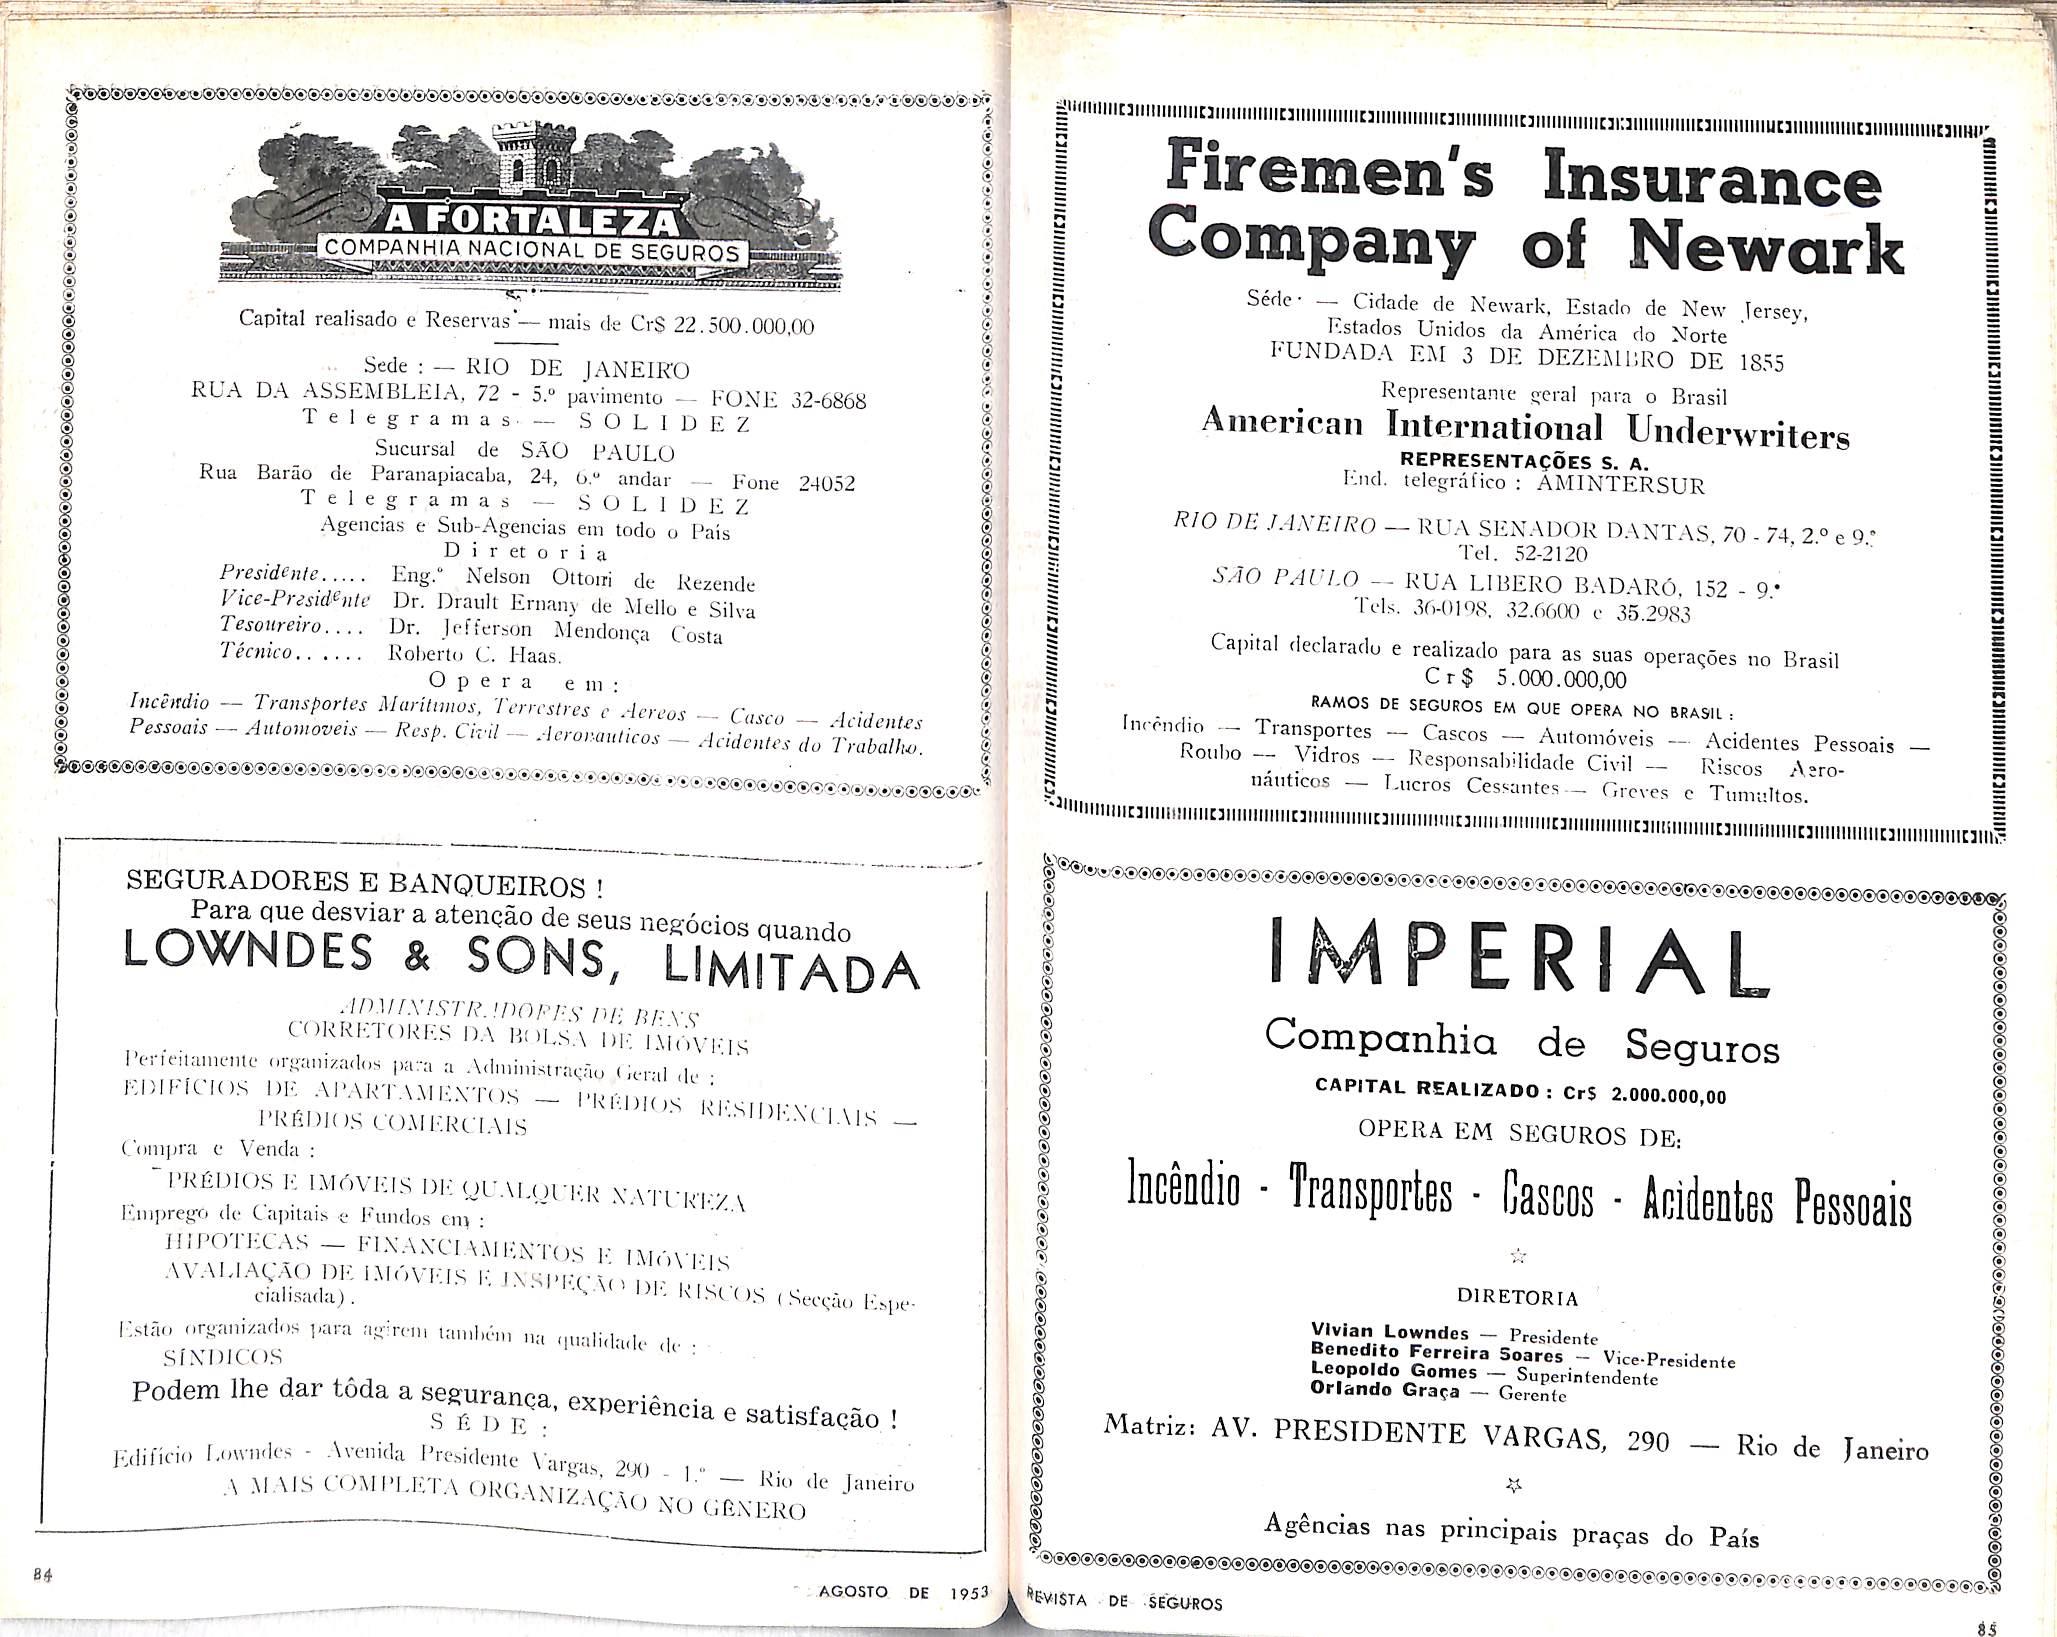 A FORTALEZA
COMPANHIA NACIONAL DE SEGUROS
Capital realisado e Reservas — mais de Cr$ 22.500.000,00
Sede : — RIO DE JANEIRO
RUA DA ASSEMBLEIA, 72 - 5.º pavimento — FONE 32-6868
Telegramas — SOLIDEZ
Sucursal de SÃO PAULO
Rua Barão de Paranapiacaba, 24, 6.º andar — Fone 24052
Telegramas — SOLIDEZ
Agencias e Sub-Agencias em todo o País
Diretoria
Presidente..... Eng.º Nelson Ottoni de Rezende
Vice-Presidente Dr. Drault Ernany de Mello e Silva
Tesoureiro.... Dr. Jefferson Mendonça Costa
Técnico...... Roberto C. Haas.
Opera em:
Incêndio — Transportes Marítimos, Terrestres e Aereos — Casco — Acidentes
Pessoais — Automoveis — Resp. Civil — Aeronauticos — Acidentes do Trabalho.
SEGURADORES E BANQUEIROS !
Para que desviar a atenção de seus negócios quando
LOWNDES & SONS, LIMITADA
ADMINISTRADORES DE BENS
CORRETORES DA BOLSA DE IMÓVEIS
Perfeitamente organizados para a Administração Geral de :
EDIFÍCIOS DE APARTAMENTOS — PRÉDIOS RESIDENCIAIS —
PRÉDIOS COMERCIAIS
Compra e Venda :
PRÉDIOS E IMÓVEIS DE QUALQUER NATUREZA
Emprego de Capitais e Fundos em :
HIPOTECAS — FINANCIAMENTOS E IMÓVEIS
AVALIAÇÃO DE IMÓVEIS E INSPEÇÃO DE RISCOS (Secção Espe-
cialisada).
Estão organizados para agirem também na qualidade de :
SÍNDICOS
Podem lhe dar tôda a segurança, experiência e satisfação !
SÉDE :
Edifício Lowndes - Avenida Presidente Vargas, 290 - 1.º — Rio de Janeiro
A MAIS COMPLETA ORGANIZAÇÃO NO GÊNERO
84
AGOSTO DE 1953
Firemen's Insurance
Company of Newark
Séde — Cidade de Newark, Estado de New Jersey,
Estados Unidos da América do Norte
FUNDADA EM 3 DE DEZEMBRO DE 1855
Representante geral para o Brasil
American International Underwriters
REPRESENTAÇÕES S. A.
End. telegráfico : AMINTERSUR
RIO DE JANEIRO — RUA SENADOR DANTAS, 70 - 74, 2.º e 9.º
Tel. 52-2120
SÃO PAULO — RUA LIBERO BADARÓ, 152 - 9.º
Tels. 36-0198, 32.6600 e 35.2983
Capital declarado e realizado para as suas operações no Brasil
Cr$ 5.000.000,00
RAMOS DE SEGUROS EM QUE OPERA NO BRASIL :
Incêndio — Transportes — Cascos — Automóveis — Acidentes Pessoais —
Roubo — Vidros — Responsabilidade Civil — Riscos Aero-
náuticos — Lucros Cessantes — Greves e Tumultos.
IMPERIAL
Companhia de Seguros
CAPITAL REALIZADO : Cr$ 2.000.000,00
OPERA EM SEGUROS DE:
Incêndio - Transportes - Cascos - Acidentes Pessoais
DIRETORIA
Vivian Lowndes — Presidente
Benedito Ferreira Soares — Vice-Presidente
Leopoldo Gomes — Superintendente
Orlando Graça — Gerente
Matriz: AV. PRESIDENTE VARGAS, 290 — Rio de Janeiro
Agências nas principais praças do País
REVISTA DE SEGUROS
85